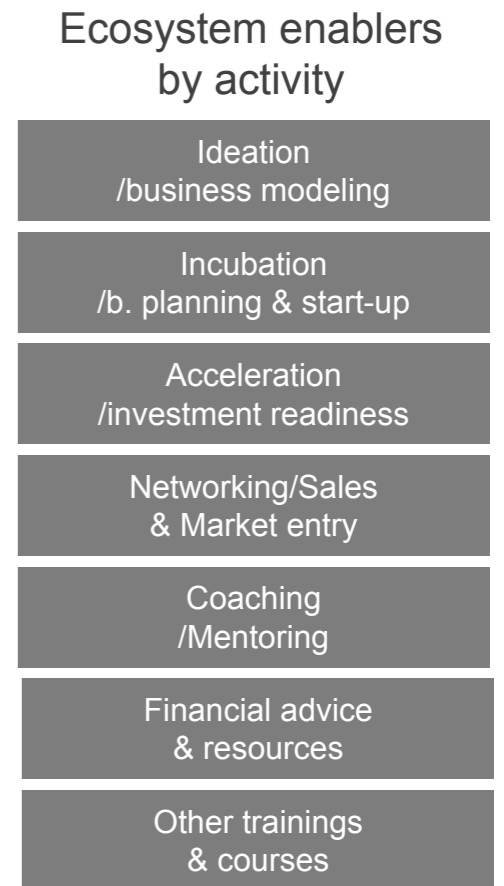 Ecosystem enablers
by activity
Ideation
/business modeling
Incubation
/b. planning & start-up
Acceleration
/investment readiness
Networking/Sales
& Market entry
Coaching
/Mentoring
Financial advice
& resources
Other trainings
& courses